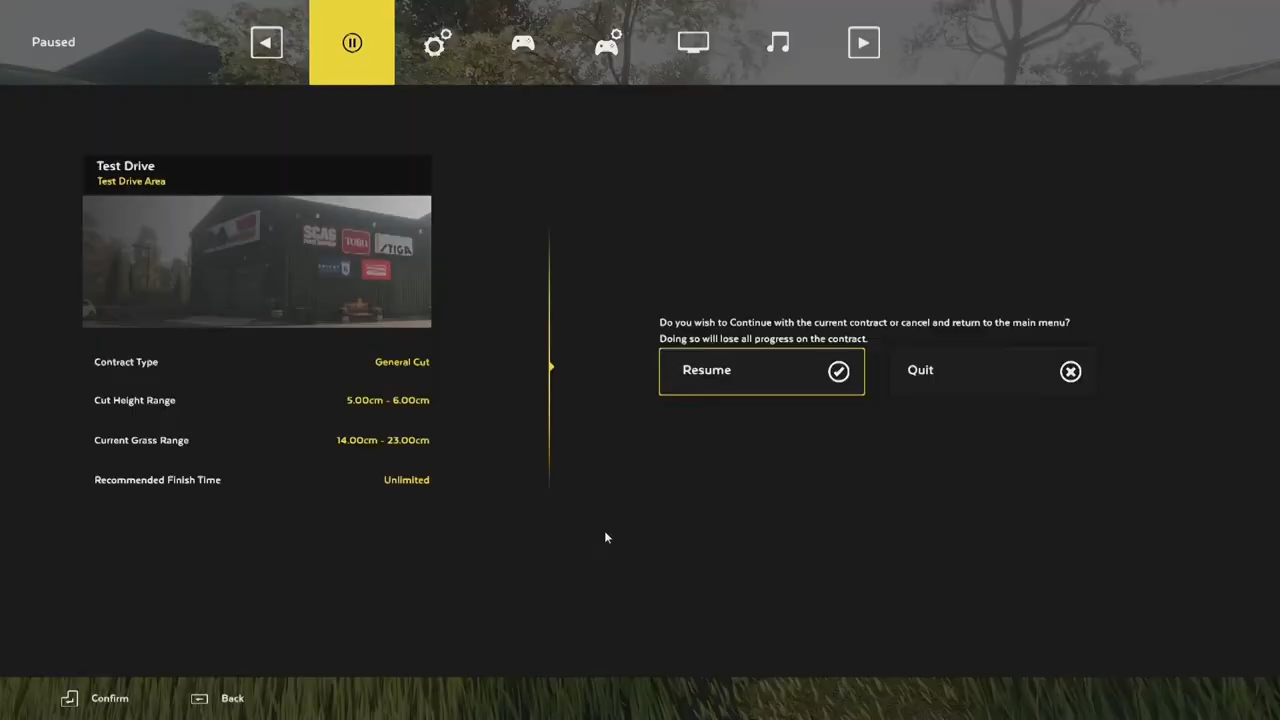 Paused
Test Drive
Test Drive Area
SCAG
TORO
STIGA
Contract Type
General Cut
Cut Height Range
5.00cm - 6.00cm
Current Grass Range
14.00cm - 23.00cm
Recommended Finish Time
Unlimited
Do you wish to Continue with the current contract or cancel and return to the main menu?
Doing so will lose all progress on the contract.
Resume
Quit
Confirm
Back